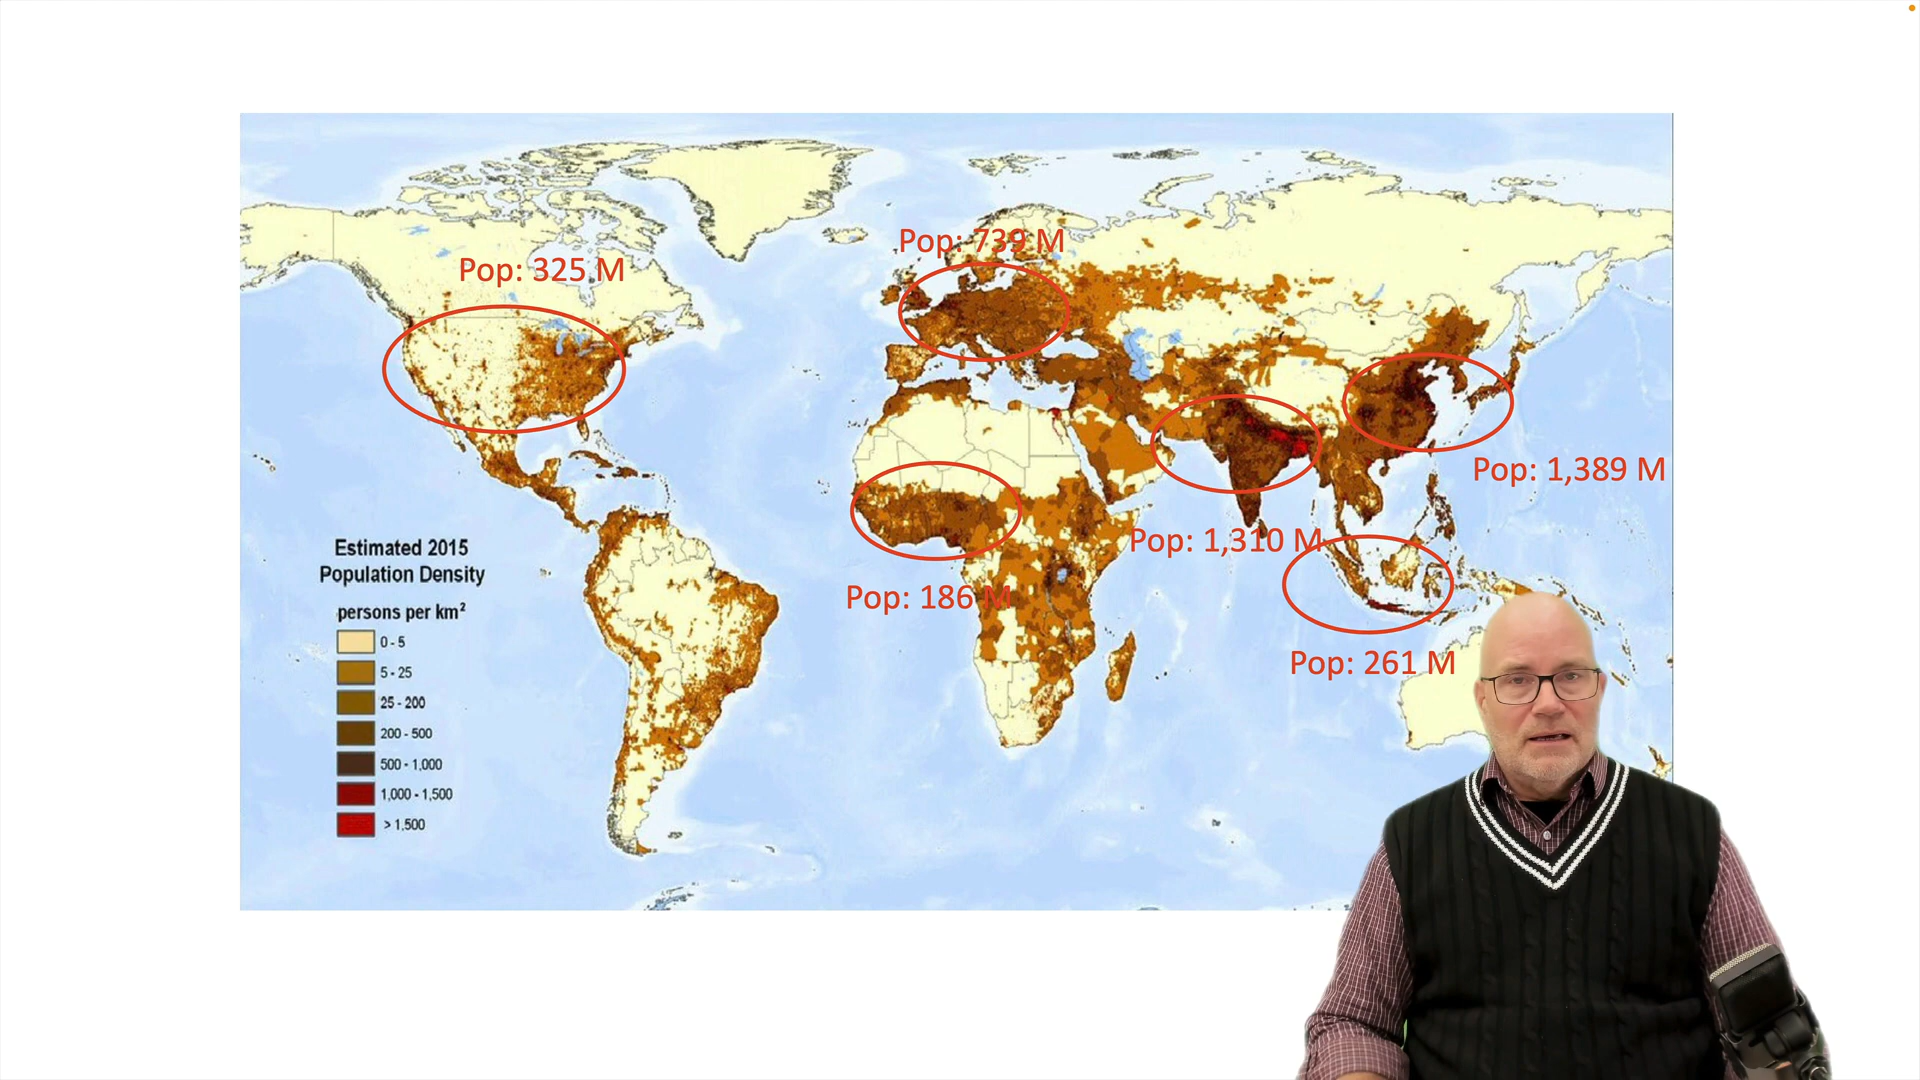 Pop: 739 M
Pop: 325 M
Pop: 1,389 M
Pop: 1,310 M
Pop: 186 M
Pop: 261 M
Estimated 2015
Population Density
persons per km²
0 - 5
5 - 25
25 - 200
200 - 500
500 - 1,000
1,000 - 1,500
> 1,500